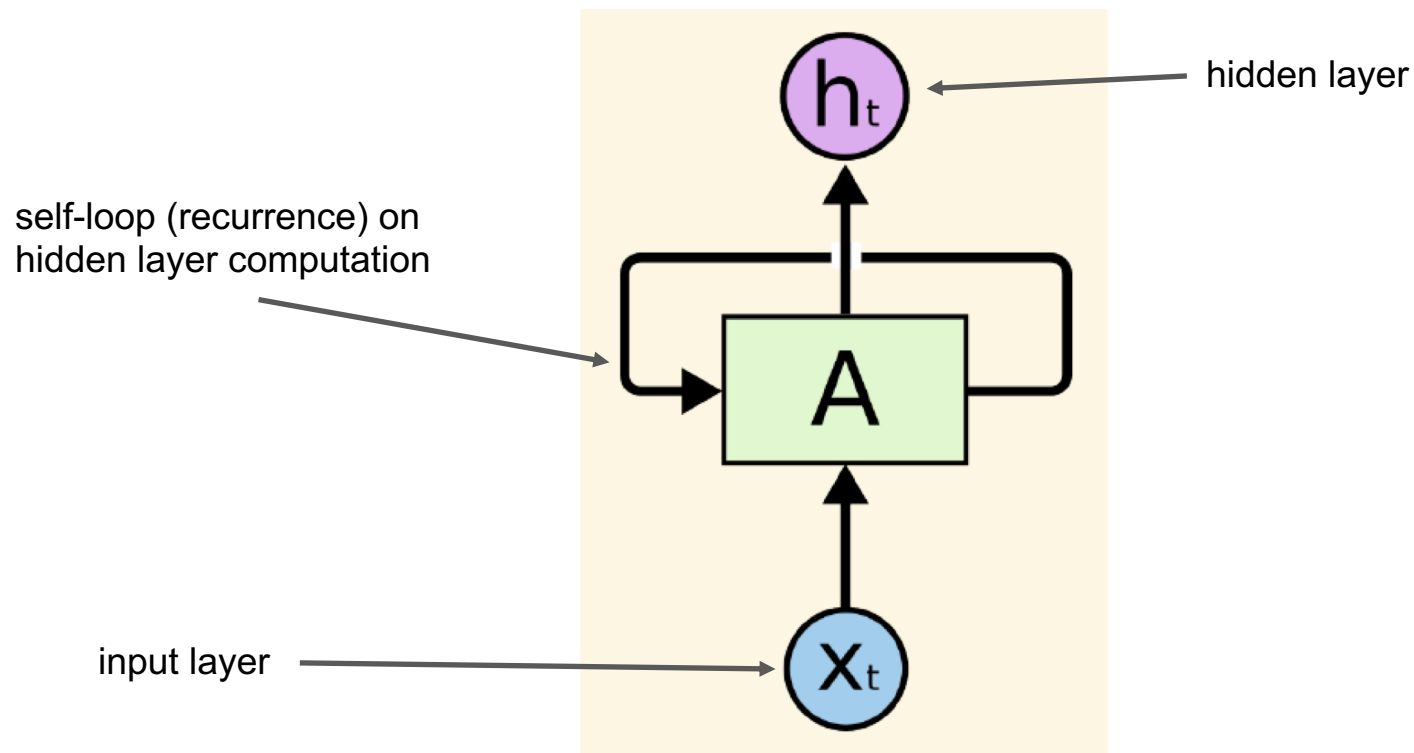 hₜ
hidden layer
self-loop (recurrence) on
hidden layer computation
A
input layer
xₜ